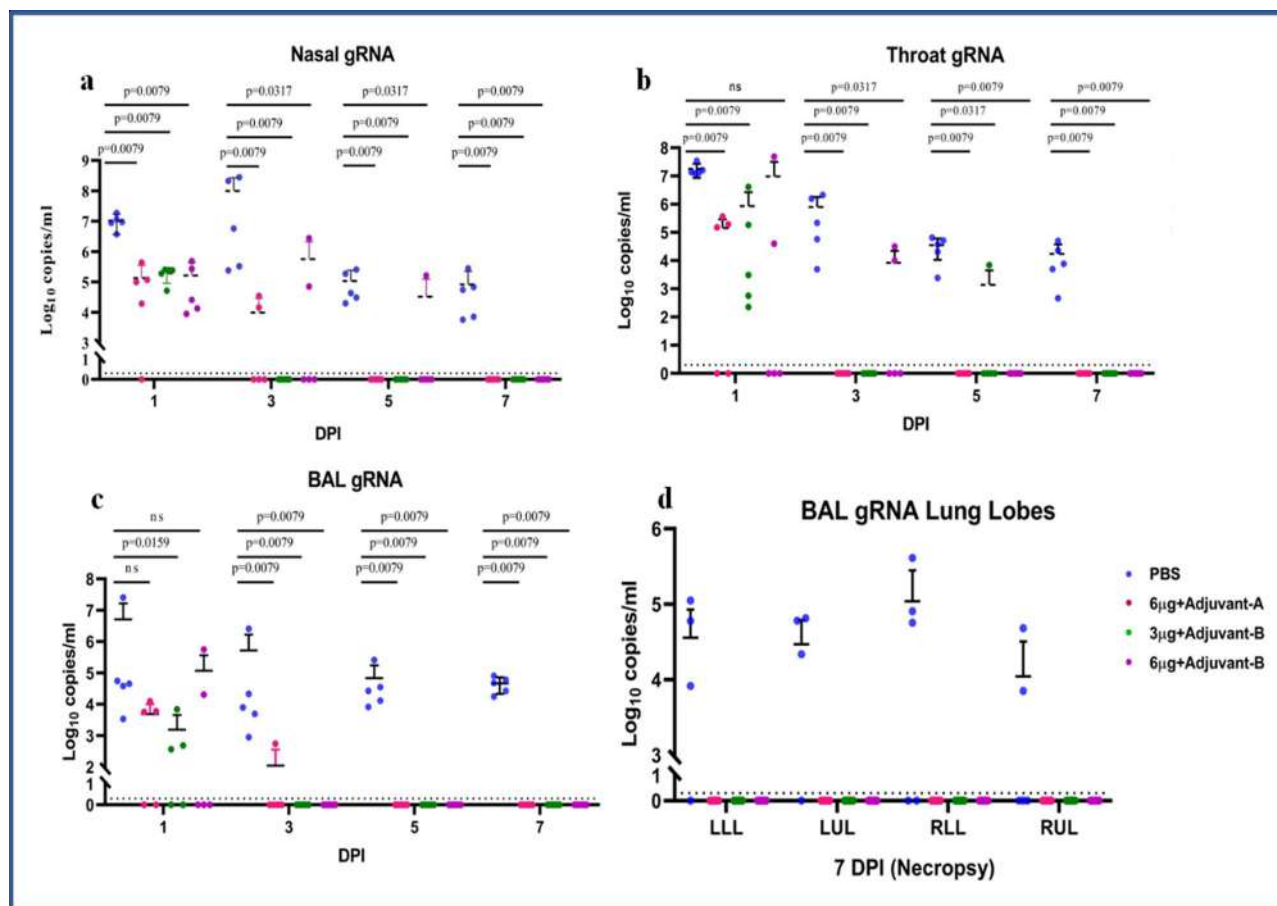 Nasal gRNA
a
p=0.0079
p=0.0317
p=0.0317
p=0.0079
p=0.0079
p=0.0079
p=0.0079
p=0.0079
p=0.0079
p=0.0079
p=0.0079
p=0.0079
Log10 copies/ml
9
8
7
6
5
4
3
1
0
1 3 5 7
DPI
Throat gRNA
b
ns
p=0.0317
p=0.0079
p=0.0079
p=0.0079
p=0.0079
p=0.0317
p=0.0079
p=0.0079
p=0.0079
p=0.0079
p=0.0079
Log10 copies/ml
8
7
6
5
4
3
2
1
0
1 3 5 7
DPI
BAL gRNA
c
ns
p=0.0079
p=0.0079
p=0.0079
p=0.0159
p=0.0079
p=0.0079
p=0.0079
ns
p=0.0079
p=0.0079
p=0.0079
Log10 copies/ml
8
7
6
5
4
3
2
1
0
1 3 5 7
DPI
d
BAL gRNA Lung Lobes
Log10 copies/ml
6
5
4
3
1
0
LLL LUL RLL RUL
7 DPI (Necropsy)
PBS
6µg+Adjuvant-A
3µg+Adjuvant-B
6µg+Adjuvant-B